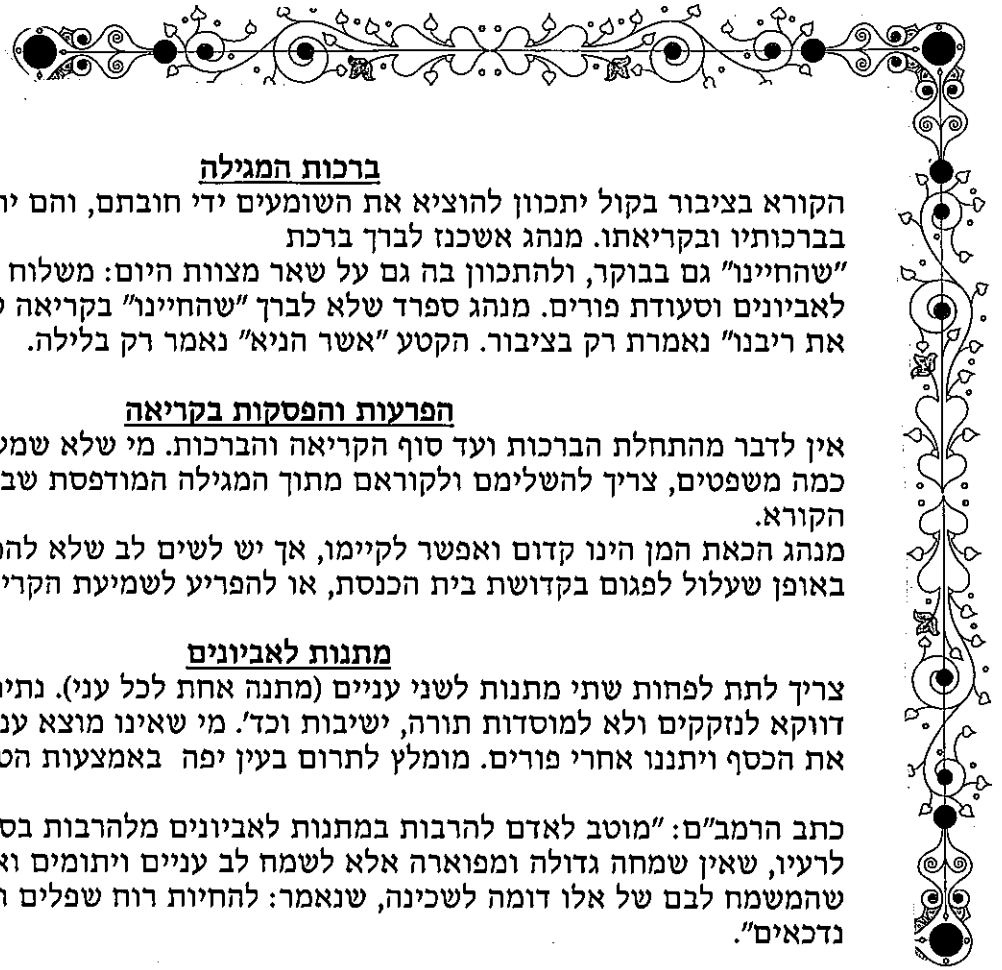 ברכות המגילה
הקורא בציבור בקול יתכוון להוציא את השומעים ידי חובתם, והם
בברכותיו ובקריאתו. מנהג אשכנז לברך ברכת
"שהחיינו" גם בבוקר, ולהתכוון בה גם על שאר מצוות היום: משלוח
לאביונים וסעודת פורים. מנהג ספרד שלא לברך "שהחיינו" בקריאה
את ריבנו" נאמרת רק בציבור. הקטע "אשר הניא" נאמר רק בלילה.
הפרעות והפסקות בקריאה
אין לדבר מהתחלת הברכות ועד סוף הקריאה והברכות. מי שלא
כמה משפטים, צריך להשלימם ולקוראם מתוך המגילה המודפסת
הקורא.
מנהג הכאת המן הינו קדום ואפשר לקיימו, אך יש לשים לב שלא
באופן שעלול לפגום בקדושת בית הכנסת, או להפריע לשמיעת
מתנות לאביונים
צריך לתת לפחות שתי מתנות לשני עניים (מתנה אחת לכל עני).
דווקא לנזקקים ולא למוסדות תורה, ישיבות וכד'. מי שאינו מוצא
את הכסף ויתננו אחרי פורים. מומלץ לתרום בעין יפה באמצעות
כתב הרמב"ם: "מוטב לאדם להרבות במתנות לאביונים מלהרבות
לרעיו, שאין שמחה גדולה ומפוארה אלא לשמח לב עניים ויתומים
שהמשמח לבם של אלו דומה לשכינה, שנאמר: להחיות רוח שפלים
נדכאים".